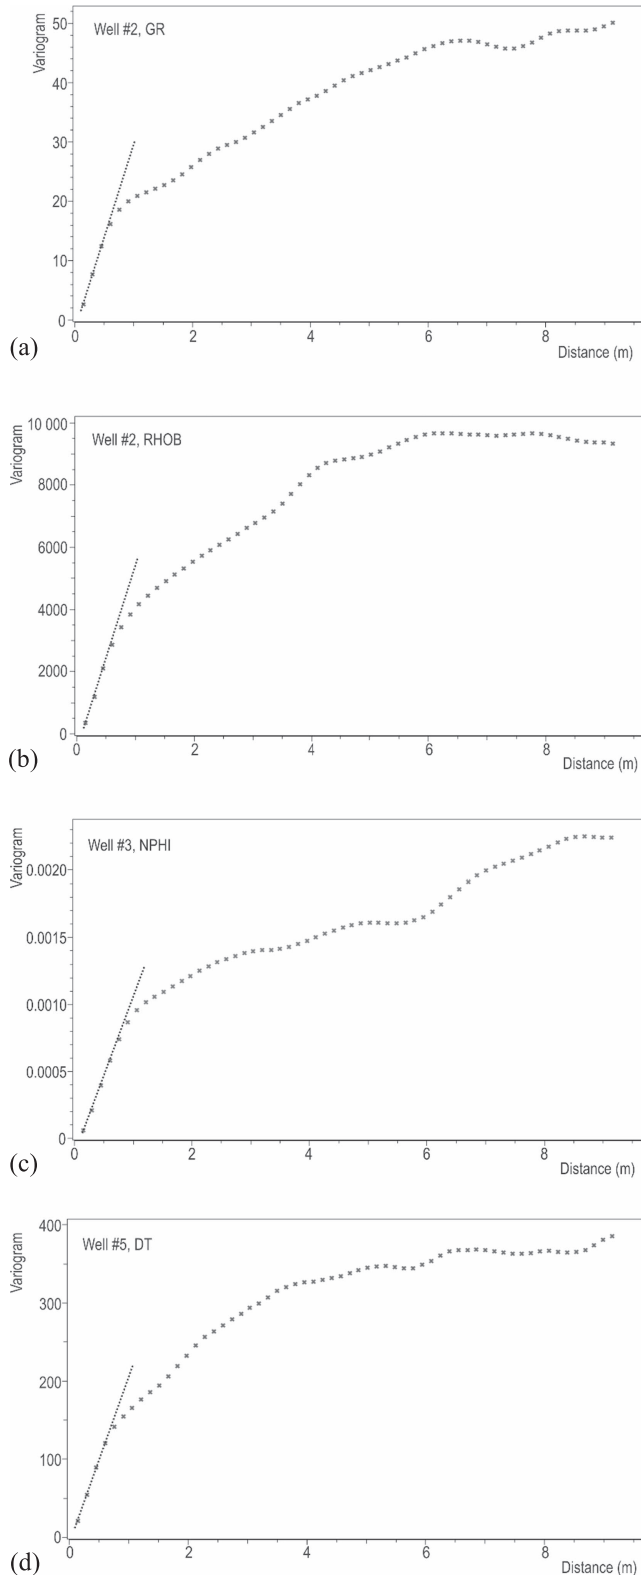 Variogram
Well #2, GR
50
40
30
20
10
0
0 2 4 6 8
Distance (m)
(a)
Variogram
Well #2, RHOB
10 000
8000
6000
4000
2000
0
0 2 4 6 8
Distance (m)
(b)
Variogram
Well #3, NPHI
0.0020
0.0015
0.0010
0.0005
0
0 2 4 6 8
Distance (m)
(c)
Variogram
Well #5, DT
400
300
200
100
0
0 2 4 6 8
Distance (m)
(d)